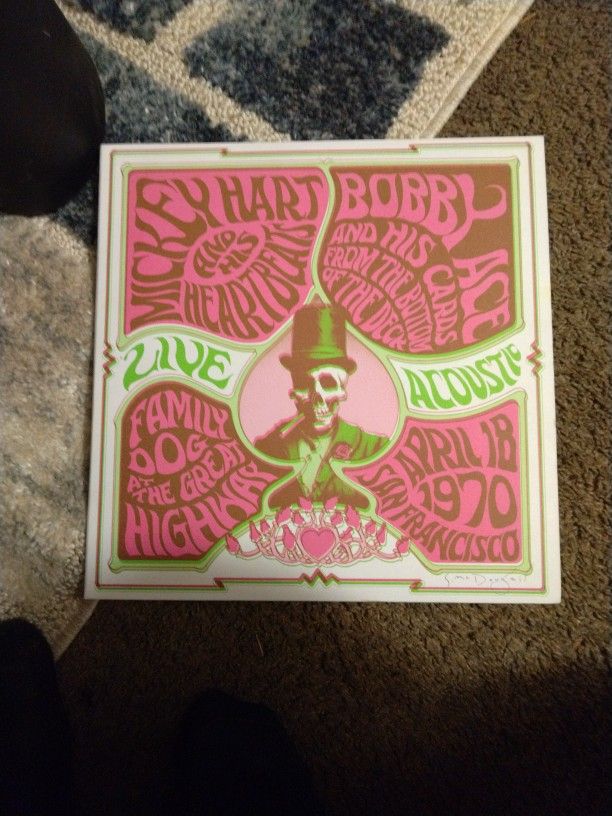 MICKEY HART
AND HIS
HEARTBEATS
BOBBY ACE
AND HIS CARDS
FROM THE BOTTOM
OF THE DECK
LIVE
ACOUSTIC
FAMILY
DOG
AT THE GREAT
HIGHWAY
APRIL 18
1970
SAN FRANCISCO